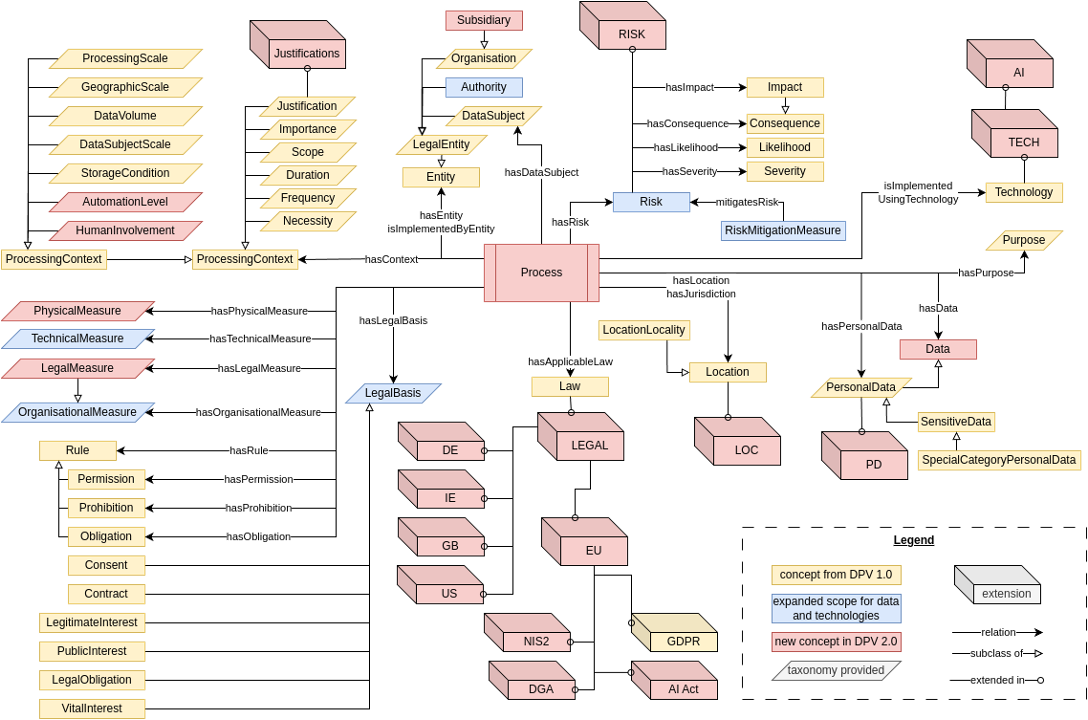 Subsidiary
RISK
Justifications
AI
ProcessingScale
Organisation
GeographicScale
Authority
hasImpact
Impact
Justification
DataVolume
DataSubject
Importance
hasConsequence
Consequence
TECH
DataSubjectScale
LegalEntity
Scope
hasLikelihood
Likelihood
StorageCondition
Entity
Duration
hasDataSubject
hasSeverity
Severity
isImplemented
UsingTechnology
Technology
AutomationLevel
Frequency
Risk
mitigatesRisk
HumanInvolvement
Necessity
hasEntity
isImplementedByEntity
hasRisk
RiskMitigationMeasure
Purpose
ProcessingContext
ProcessingContext
hasContext
Process
hasPurpose
hasLocation
hasJurisdiction
PhysicalMeasure
hasPhysicalMeasure
hasLegalBasis
hasPersonalData
hasData
TechnicalMeasure
hasTechnicalMeasure
LocationLocality
Data
LegalMeasure
hasLegalMeasure
hasApplicableLaw
Law
Location
LegalBasis
PersonalData
OrganisationalMeasure
hasOrganisationalMeasure
SensitiveData
Rule
hasRule
DE
LEGAL
LOC
PD
SpecialCategoryPersonalData
Permission
hasPermission
IE
Prohibition
hasProhibition
Obligation
hasObligation
GB
EU
Consent
Contract
US
LegitimateInterest
NIS2
GDPR
PublicInterest
LegalObligation
DGA
AI Act
VitalInterest
Legend
concept from DPV 1.0
extension
expanded scope for data
and technologies
relation
new concept in DPV 2.0
subclass of
taxonomy provided
extended in